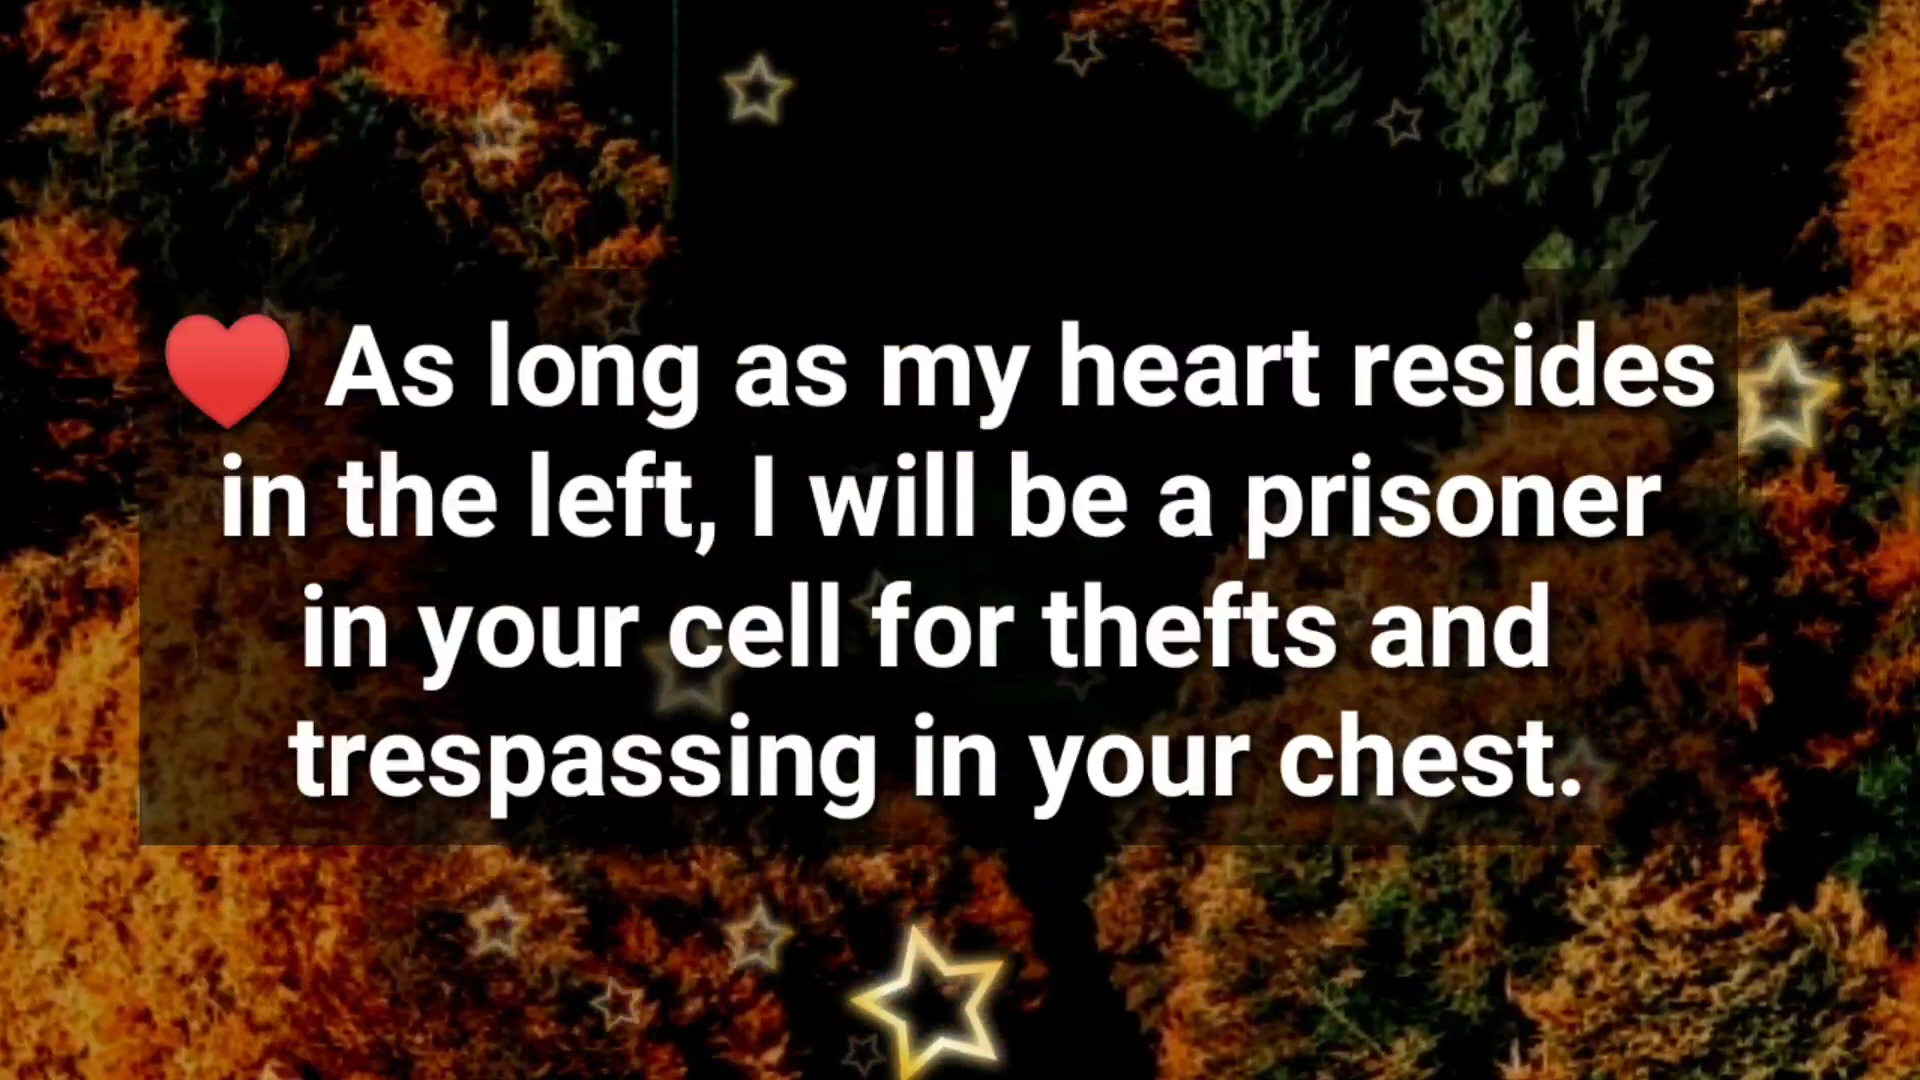 ♥️ As long as my heart resides
in the left, I will be a prisoner
in your cell for thefts and
trespassing in your chest.